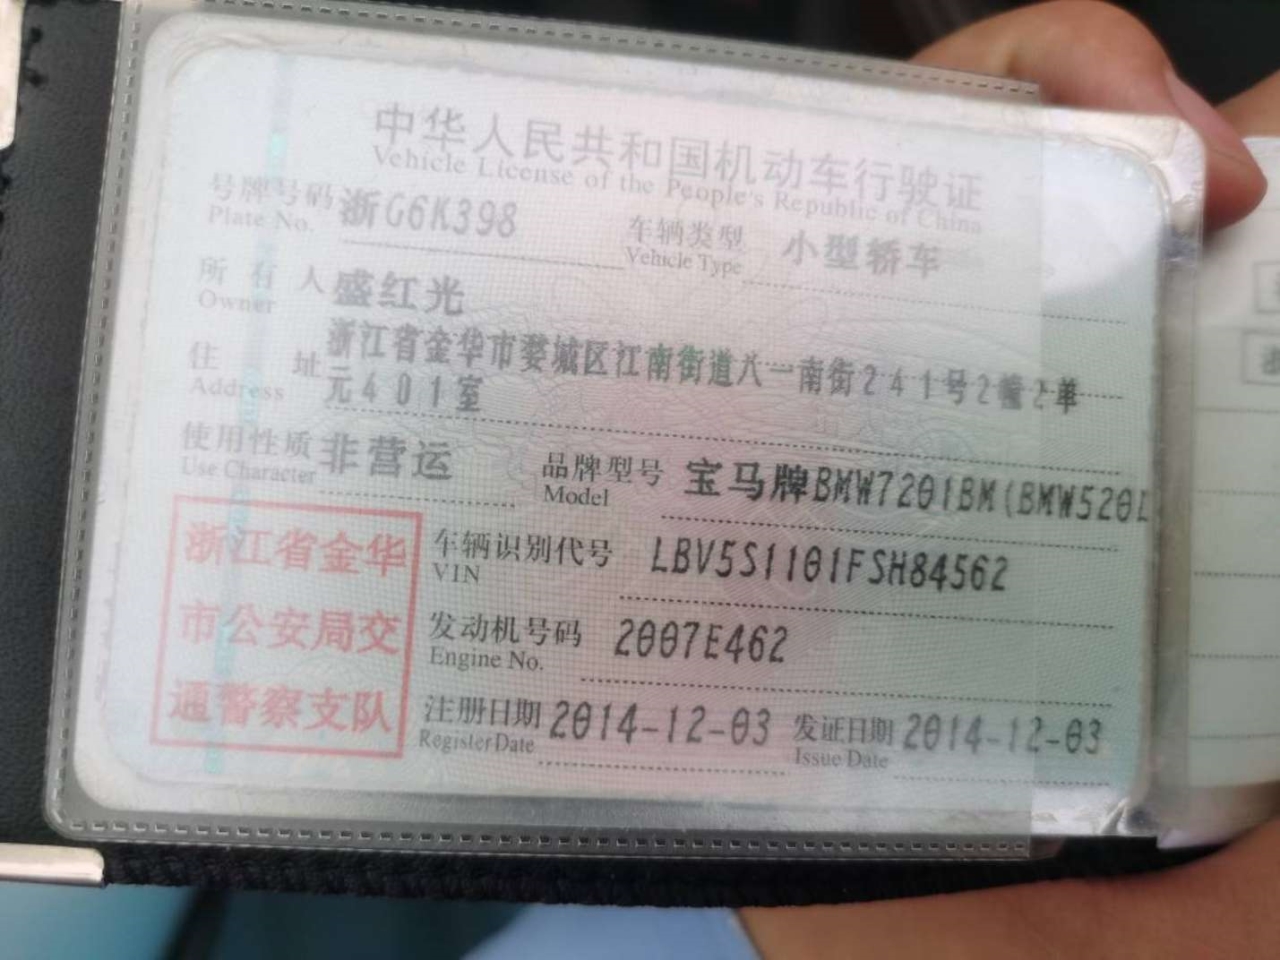 中华人民共和国机动车行驶证
Vehicle License of the People's Republic of China
号牌号码 浙G6K398 车辆类型 小型轿车
Plate No. Vehicle Type
所有人 盛红光
Owner
住址 浙江省金华市婺城区江南街道八一南街241号2幢2单
Address 元401室
使用性质 非营运 品牌型号 宝马牌BMW7201BM(BMW520L
Use Character Model
浙江省金华 车辆识别代号 LBV5S1101FSH84562
VIN
市公安局交 发动机号码 2007E462
Engine No.
通警察支队 注册日期 2014-12-03 发证日期 2014-12-03
Register Date Issue Date